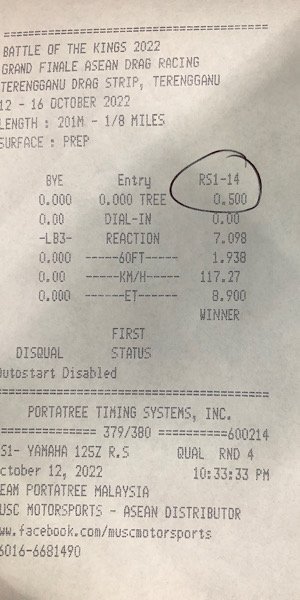 BATTLE OF THE KINGS 2022
GRAND FINALE ASEAN DRAG RACING
TERENGGANU DRAG STRIP, TERENGGANU
12 - 16 OCTOBER 2022
LENGTH : 201M - 1/8 MILES
SURFACE : PREP
BYE Entry RS1-14
0.000 0.000 TREE 0.500
0.00 DIAL-IN 0.00
-LB3- REACTION 7.098
0.000 -----60FT----- 1.938
0.00 -----KM/H----- 117.27
0.000 ------ET------ 8.900
WINNER
FIRST
DISQUAL STATUS
Autostart Disabled
PORTATREE TIMING SYSTEMS, INC.
============== 379/380 ==========600214
S1- YAMAHA 125Z R.S QUAL RND 4
ctober 12, 2022 10:33:33 PM
EAM PORTATREE MALAYSIA
USC MOTORSPORTS - ASEAN DISTRIBUTOR
ww.facebook.com/muscmotorsports
6016-6681490